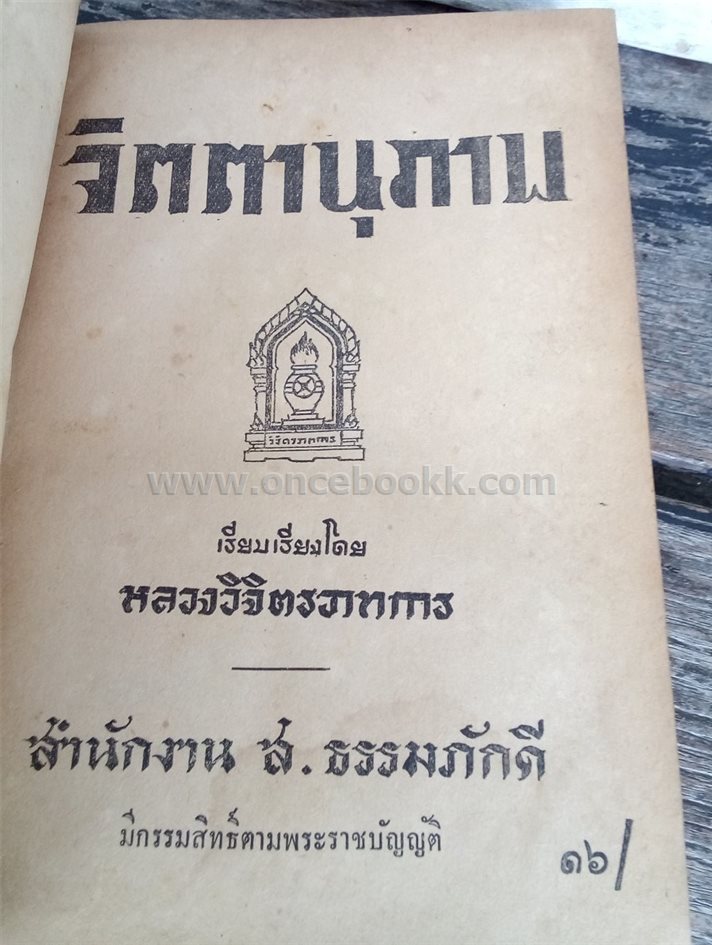 จิตตานุภาพ
วิจิตรวาทการ
www.oncebookk.com
เรียบเรียงโดย
หลวงวิจิตรวาทการ
สำนักงาน ส. ธรรมภักดี
มีกรรมสิทธิ์ตามพระราชบัญญัติ
๑๖/